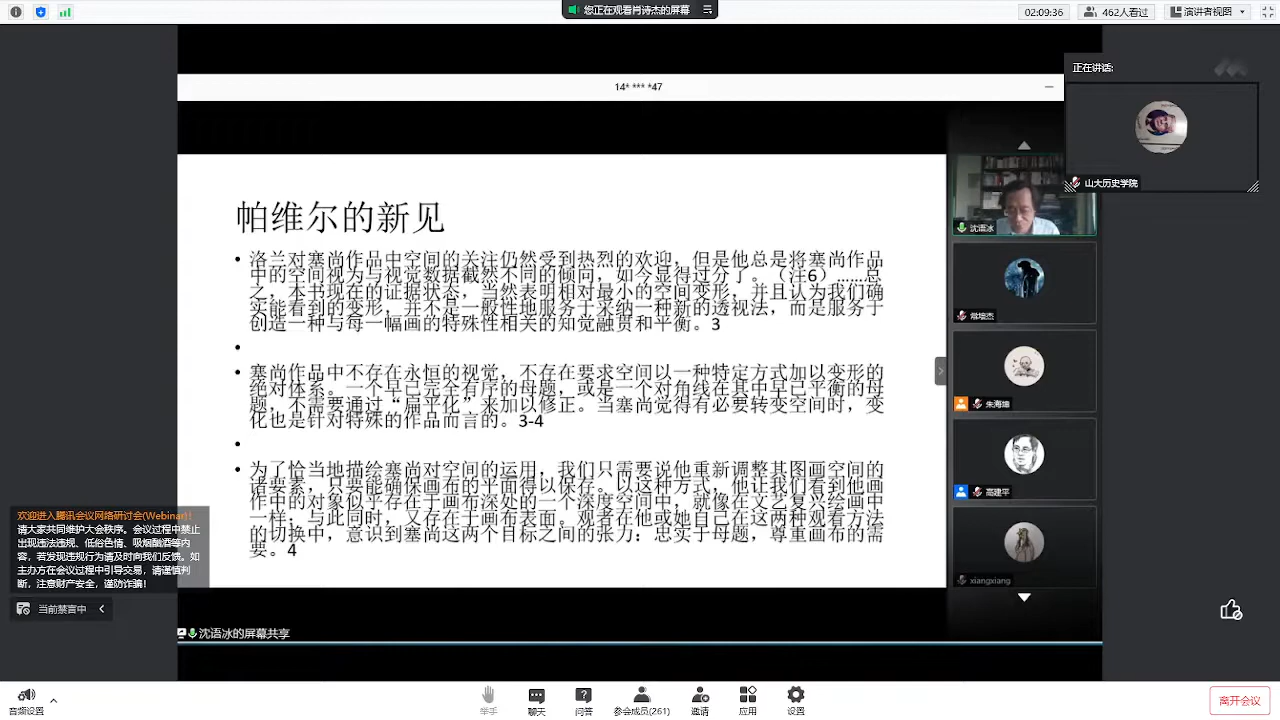 您正在观看肖诗杰的屏幕
02:09:36
462人看过
演讲者视图
14* *** *47
正在讲话:
山大历史学院
帕维尔的新见
• 洛兰对塞尚作品中空间的关注仍然受到热烈的欢迎，但是他总是将塞尚作品
中的空间视为与视觉数据截然不同的倾向，如今显得过分了。（注6）……总
之，本书现在的证据状态，当然表明相对最小的空间变形，并且认为我们确
实能看到的变形，并不是一般性地服务于采纳一种新的透视法，而是服务于
创造一种与每一幅画的特殊性相关的知觉融贯和平衡。3
•
• 塞尚作品中不存在永恒的视觉，不存在要求空间以一种特定方式加以变形的
绝对体系。一个早已完全有序的母题，或是一个对角线在其中早已平衡的母
题，不需要通过“扁平化”来加以修正。当塞尚觉得有必要转变空间时，变
化也是针对特殊的作品而言的。3-4
•
• 为了恰当地描绘塞尚对空间的运用，我们只需要说他重新调整其图画空间的
诸要素，只要能确保画布的平面得以保存。以这种方式，他让我们看到他画
作中的对象似乎存在于画布深处的一个深度空间中，就像在文艺复兴绘画中
一样；与此同时，又存在于画布表面。观者在他或她自己在这两种观看方法
的切换中，意识到塞尚这两个目标之间的张力：忠实于母题，尊重画布的需
要。4
沈语冰
常培杰
高建平
xiangxiang
欢迎进入腾讯会议网络研讨会(Webinar)!
请大家共同维护大会秩序。会议过程中禁止
出现违法违规、低俗色情、吸烟酗酒等内
容，若发现违规行为请及时向我们反馈。如
主办方在会议过程中引导交易，请谨慎判
断，注意财产安全，谨防诈骗!
当前禁言中
沈语冰的屏幕共享
音频设置
举手
聊天
问答
参会成员(261)
邀请
应用
设置
离开会议